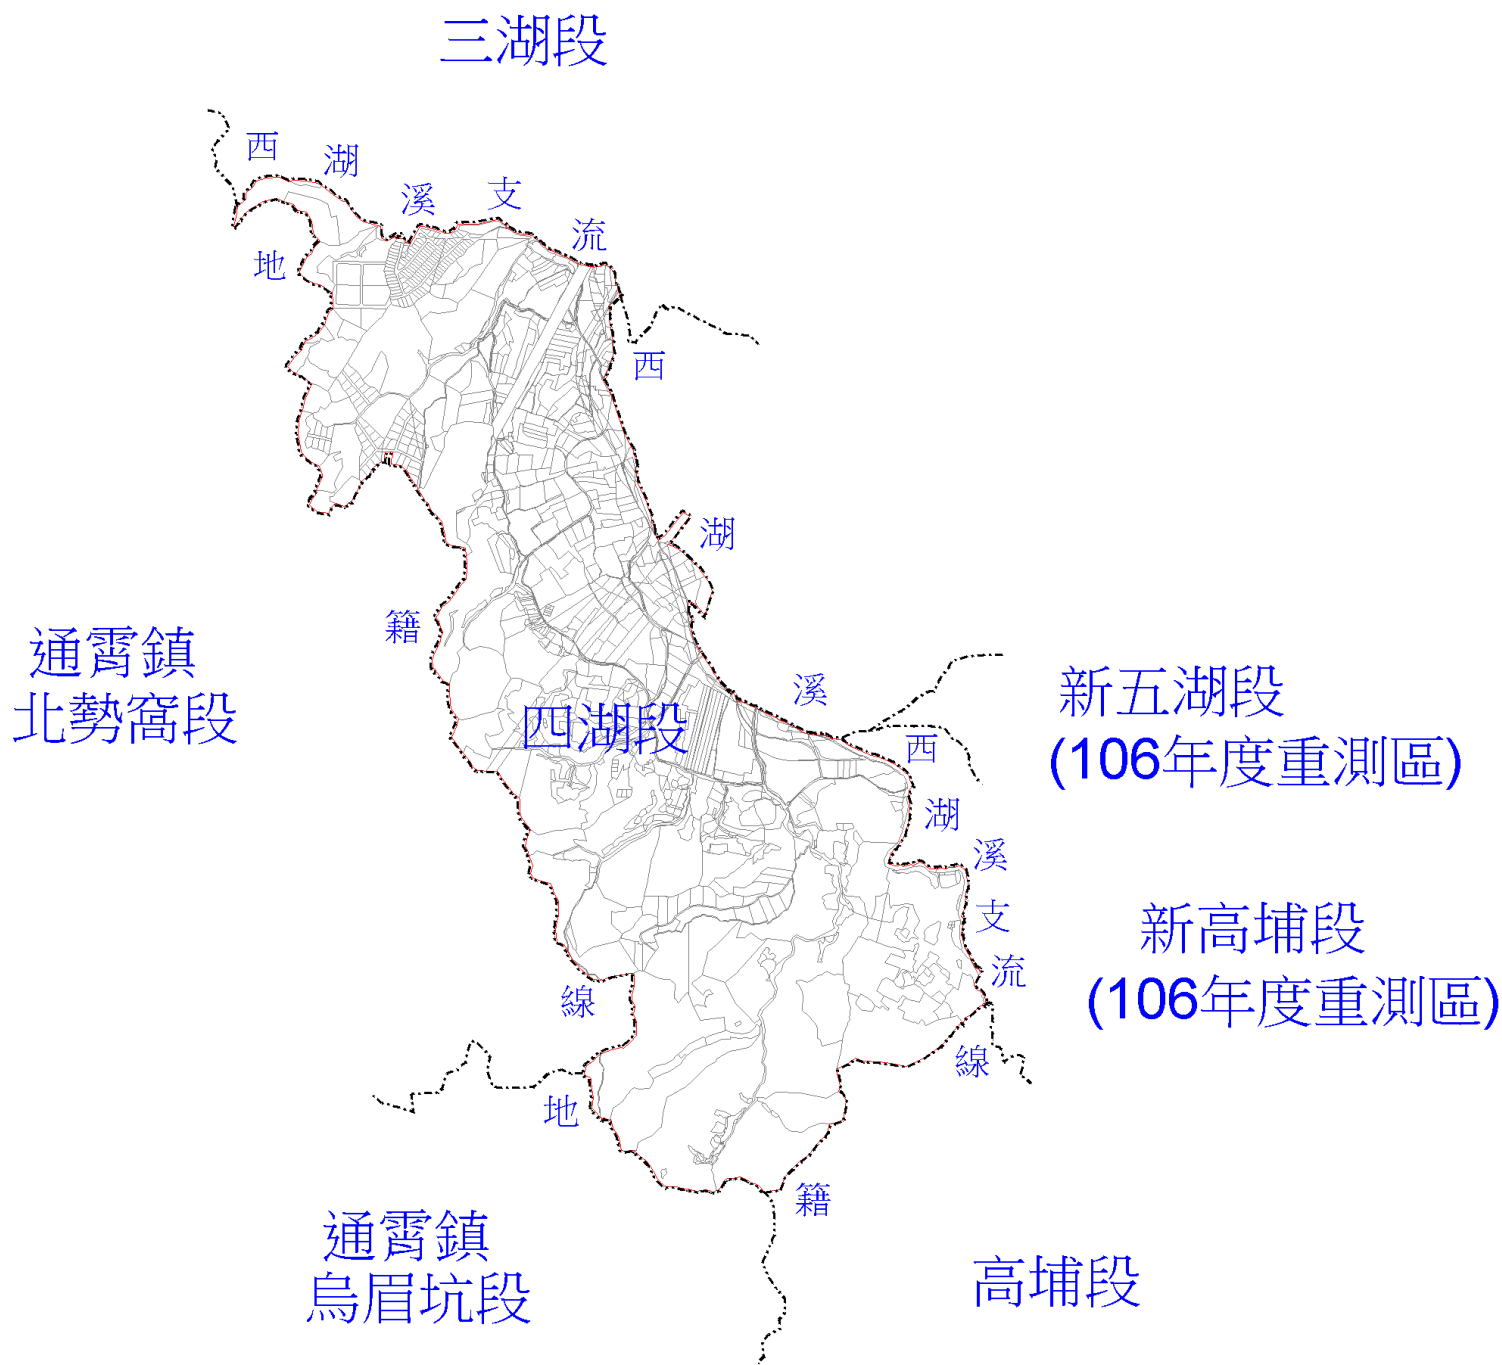 三湖段
西湖溪支流
地籍線
西湖溪
通霄鎮
北勢窩段
四湖段
新五湖段
(106年度重測區)
西湖溪支流
新高埔段
(106年度重測區)
地籍線
通霄鎮
烏眉坑段
高埔段